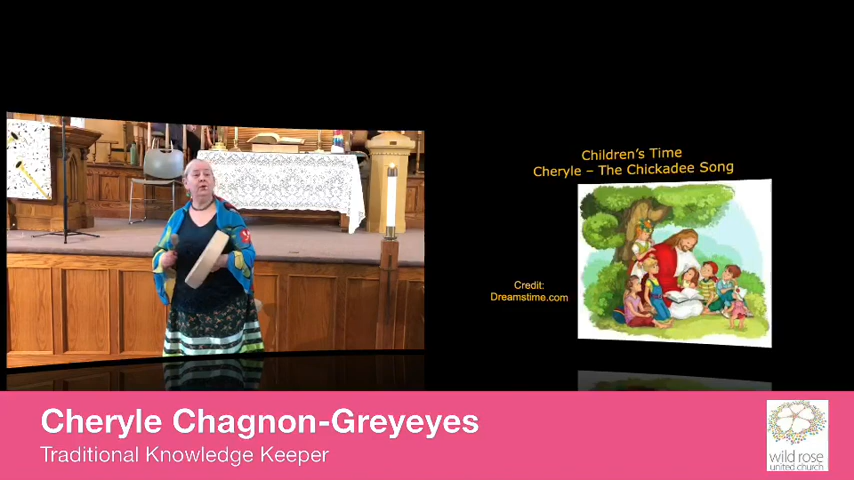 Children's Time
Cheryle – The Chickadee Song
Credit:
Dreamstime.com
Cheryle Chagnon-Greyeyes
Traditional Knowledge Keeper
wild rose
united church